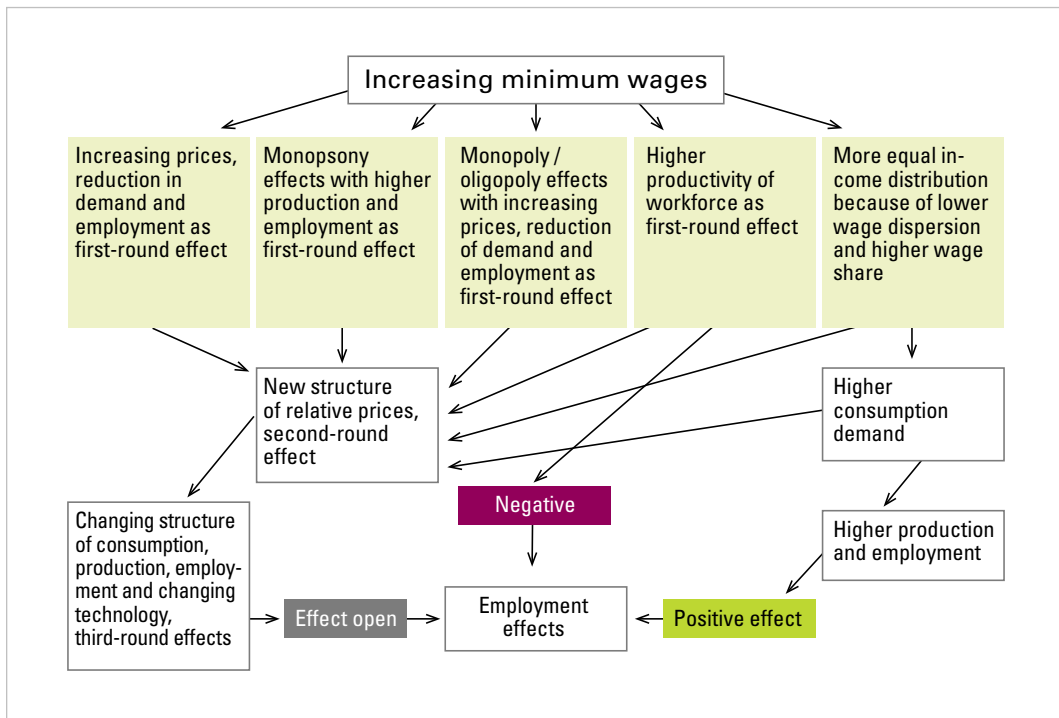 Increasing minimum wages
Increasing prices,
reduction in
demand and
employment as
first-round effect
Monopsony
effects with higher
production and
employment as
first-round effect
Monopoly /
oligopoly effects
with increasing
prices, reduction
of demand and
employment as
first-round effect
Higher
productivity of
workforce as
first-round effect
More equal in-
come distribution
because of lower
wage dispersion
and higher wage
share
New structure
of relative prices,
second-round
effect
Higher
consumption
demand
Negative
Changing structure
of consumption,
production, employ-
ment and changing
technology,
third-round effects
Higher production
and employment
Effect open
Employment
effects
Positive effect